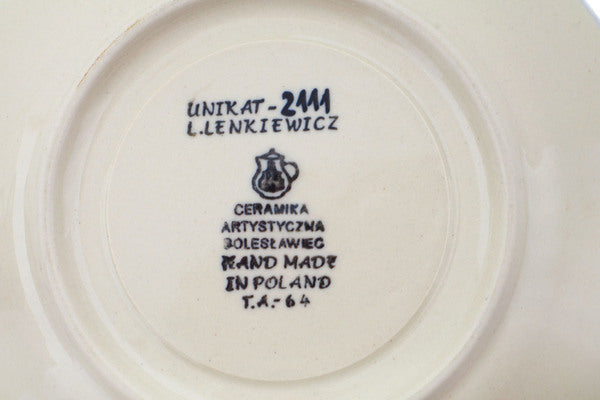 UNIKAT-2111
L.LENKIEWICZ
CERAMIKA
ARTYSTYCZNA
BOLESŁAWIEC
HAND MADE
IN POLAND
T.A.-64